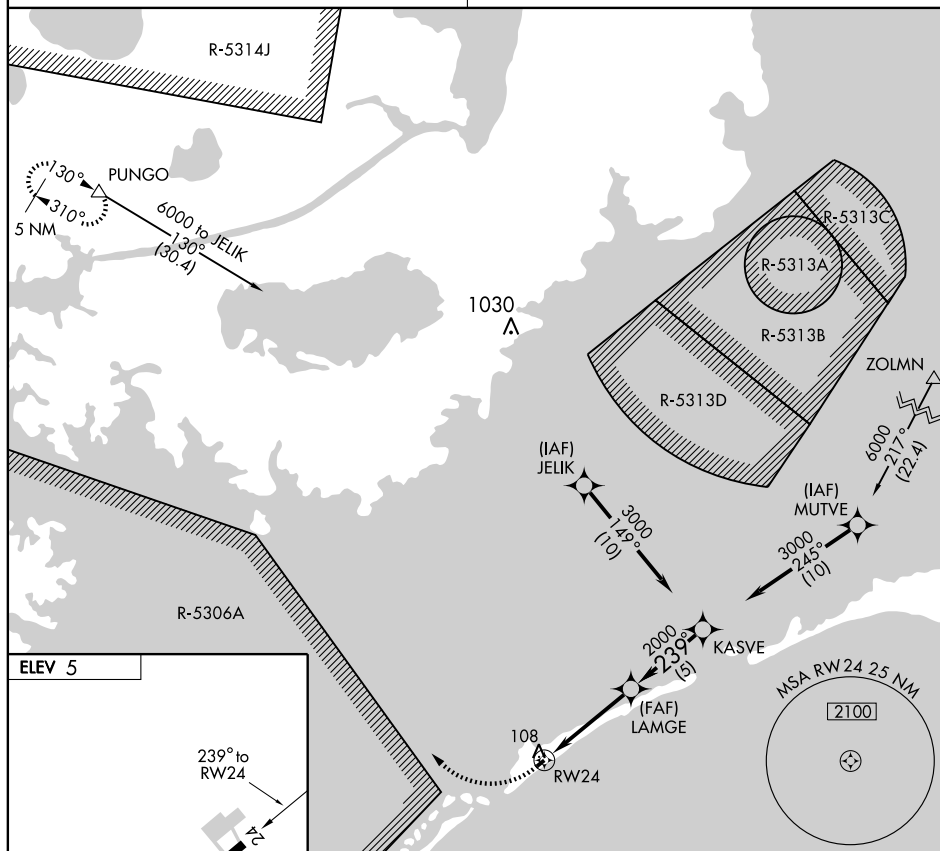 R-5314J
130°
PUNGO
310°
5 NM
6000 to JELIK
130°
(30.4)
R-5313C
R-5313A
1030
R-5313B
ZOLMN
R-5313D
6000
217°
(22.4)
(IAF)
JELIK
(IAF)
MUTVE
3000
149°
(10)
3000
245°
(10)
R-5306A
KASVE
2000
239°
(5)
ELEV 5
(FAF)
LAMGE
MSA RW24 25 NM
2100
108
RW24
239° to
RW24
24